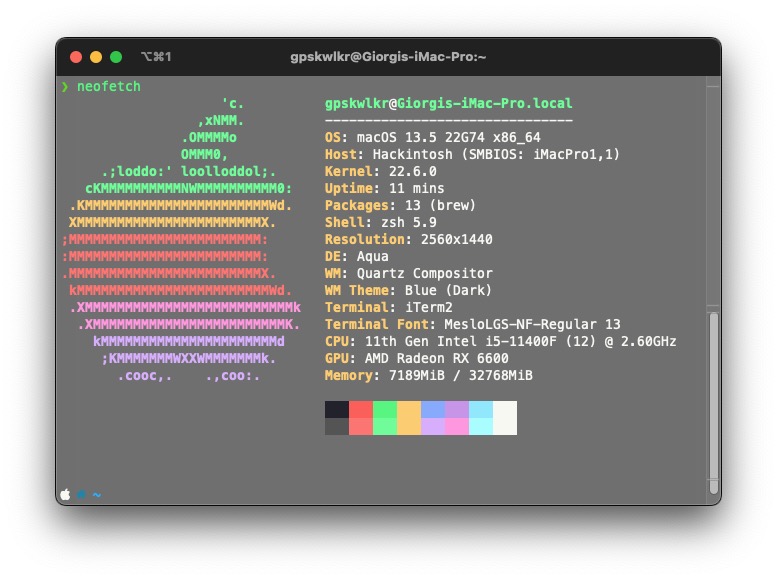 ⌥⌘1 gpskwlkr@Giorgis-iMac-Pro:~
❯ neofetch
'c. gpskwlkr@Giorgis-iMac-Pro.local
,xNMM. -------------------------------
.OMMMMo OS: macOS 13.5 22G74 x86_64
OMMM0, Host: Hackintosh (SMBIOS: iMacPro1,1)
.;loddo:' loolloddol;. Kernel: 22.6.0
cKMMMMMMMMMMNWMMMMMMMMMM0: Uptime: 11 mins
.KMMMMMMMMMMMMMMMMMMMMMMMWd. Packages: 13 (brew)
XMMMMMMMMMMMMMMMMMMMMMMMX. Shell: zsh 5.9
;MMMMMMMMMMMMMMMMMMMMMMMM: Resolution: 2560x1440
:MMMMMMMMMMMMMMMMMMMMMMMM: DE: Aqua
.MMMMMMMMMMMMMMMMMMMMMMMMX. WM: Quartz Compositor
kMMMMMMMMMMMMMMMMMMMMMMMMWd. WM Theme: Blue (Dark)
.XMMMMMMMMMMMMMMMMMMMMMMMMMMk Terminal: iTerm2
.XMMMMMMMMMMMMMMMMMMMMMMMMK. Terminal Font: MesloLGS-NF-Regular 13
kMMMMMMMMMMMMMMMMMMMMMMd CPU: 11th Gen Intel i5-11400F (12) @ 2.60GHz
;KMMMMMMMWXXWMMMMMMMk. GPU: AMD Radeon RX 6600
.cooc,. .,coo:. Memory: 7189MiB / 32768MiB
~